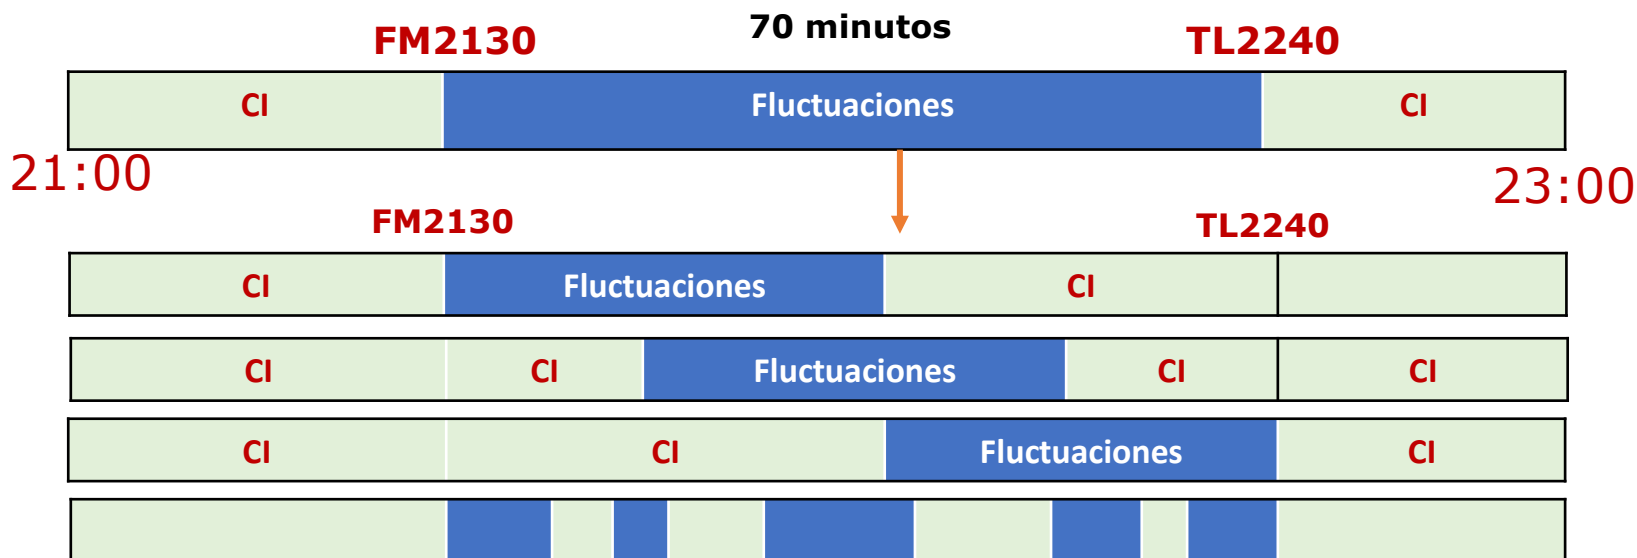 70 minutos
FM2130 TL2240
CI Fluctuaciones CI
21:00 23:00
FM2130 TL2240
CI Fluctuaciones CI
CI CI Fluctuaciones CI CI
CI CI Fluctuaciones CI